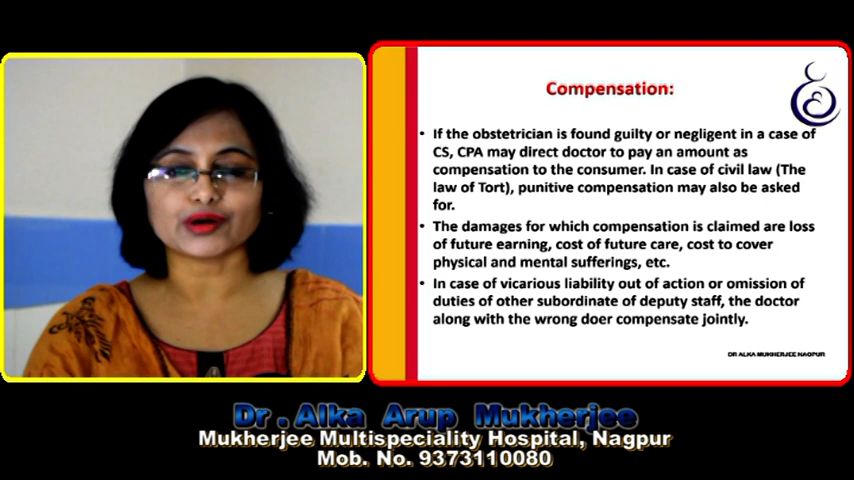 Compensation:
• If the obstetrician is found guilty or negligent in a case of
CS, CPA may direct doctor to pay an amount as
compensation to the consumer. In case of civil law (The
law of Tort), punitive compensation may also be asked
for.
• The damages for which compensation is claimed are loss
of future earning, cost of future care, cost to cover
physical and mental sufferings, etc.
• In case of vicarious liability out of action or omission of
duties of other subordinate of deputy staff, the doctor
along with the wrong doer compensate jointly.
DR ALKA MUKHERJEE NAGPUR
Dr . Alka Arup Mukherjee
Mukherjee Multispeciality Hospital, Nagpur
Mob. No. 9373110080